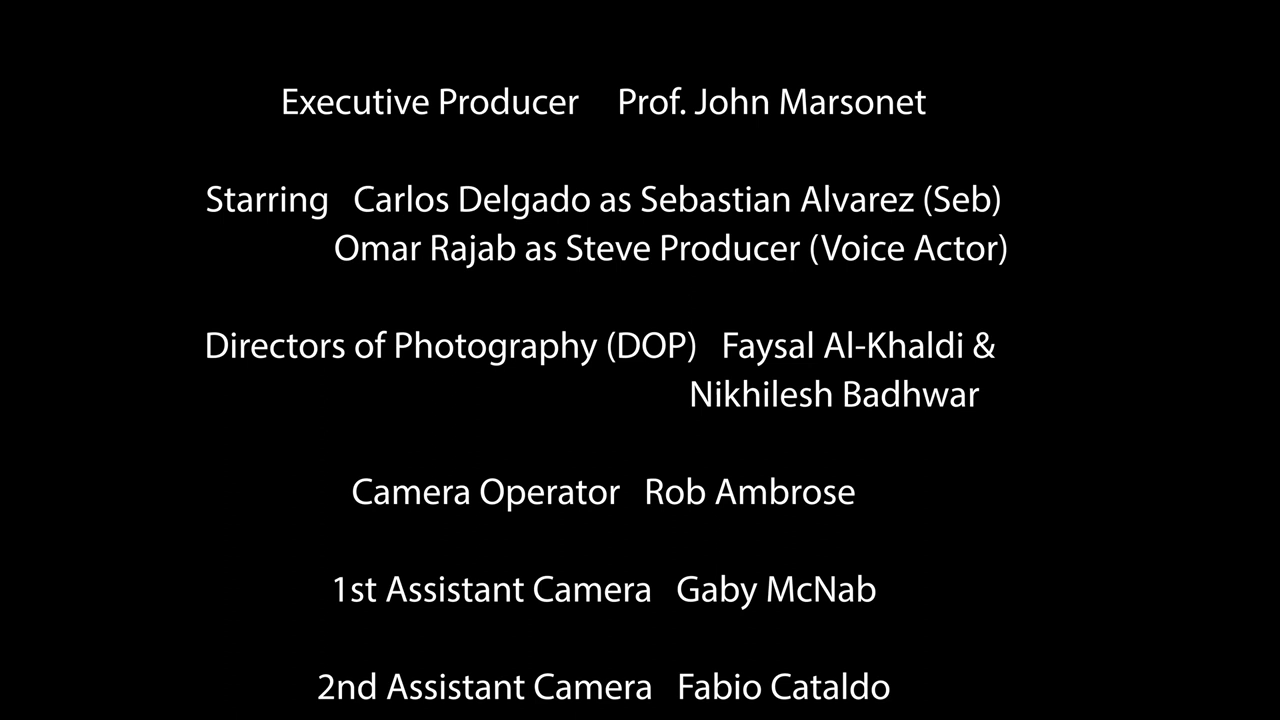 Executive Producer Prof. John Marsonet
Starring Carlos Delgado as Sebastian Alvarez (Seb)
Omar Rajab as Steve Producer (Voice Actor)
Directors of Photography (DOP) Faysal Al-Khaldi &
Nikhilesh Badhwar
Camera Operator Rob Ambrose
1st Assistant Camera Gaby McNab
2nd Assistant Camera Fabio Cataldo